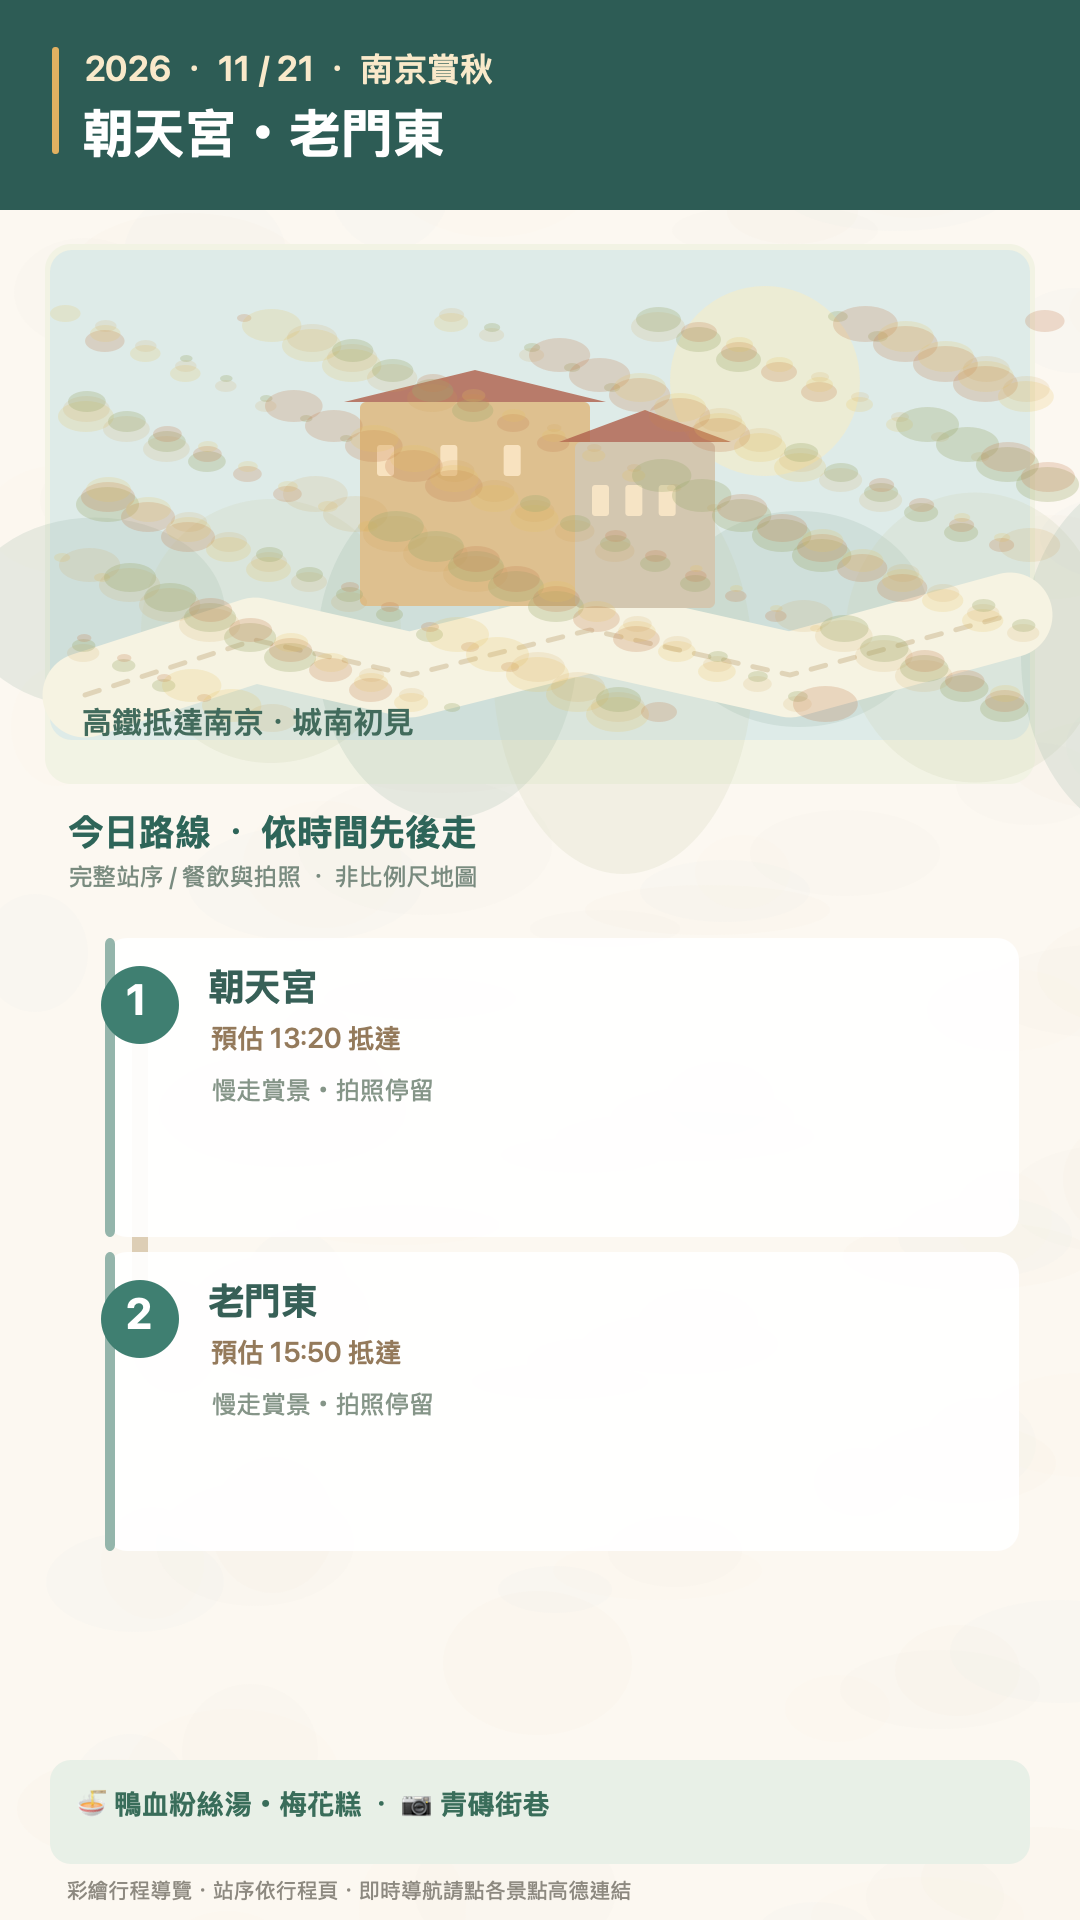 2026 · 11/21 · 南京賞秋
朝天宮・老門東
高鐵抵達南京·城南初見
今日路線 · 依時間先後走
完整站序/餐飲與拍照 · 非比例尺地圖
1
朝天宮
預估 13:20 抵達
慢走賞景・拍照停留
2
老門東
預估 15:50 抵達
慢走賞景・拍照停留
🍜 鴨血粉絲湯・梅花糕 · 📷 青磚街巷
彩繪行程導覽·站序依行程頁·即時導航請點各景點高德連結